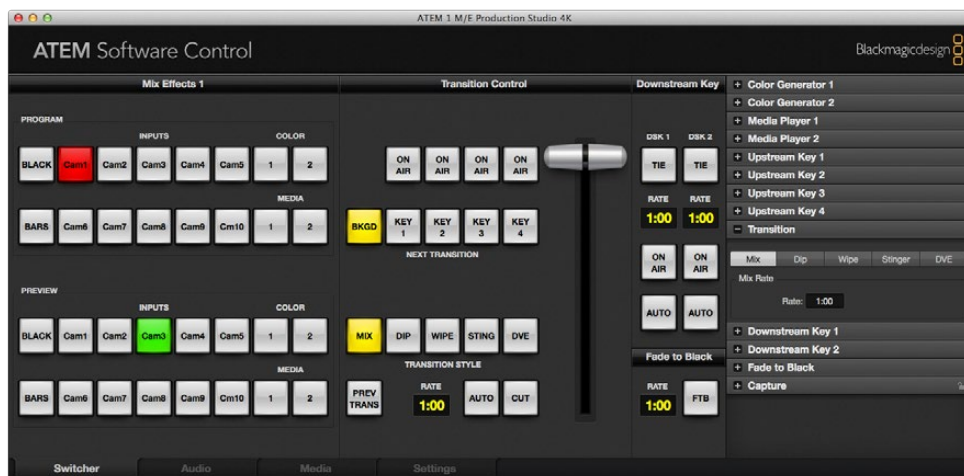 ATEM 1 M/E Production Studio 4K
ATEM Software Control
Blackmagicdesign
Mix Effects 1
PROGRAM
INPUTS COLOR
BLACK Cam1 Cam2 Cam3 Cam4 Cam5 1 2
MEDIA
BARS Cam6 Cam7 Cam8 Cam9 Cm10 1 2
PREVIEW
INPUTS COLOR
BLACK Cam1 Cam2 Cam3 Cam4 Cam5 1 2
MEDIA
BARS Cam6 Cam7 Cam8 Cam9 Cm10 1 2
Transition Control
ON AIR ON AIR ON AIR ON AIR
BKGD KEY 1 KEY 2 KEY 3 KEY 4
NEXT TRANSITION
MIX DIP WIPE STING DVE
TRANSITION STYLE
PREV TRANS RATE 1:00 AUTO CUT
Downstream Key
DSK 1 DSK 2
TIE TIE
RATE RATE
1:00 1:00
ON AIR ON AIR
AUTO AUTO
Fade to Black
RATE
1:00 FTB
Color Generator 1
Color Generator 2
Media Player 1
Media Player 2
Upstream Key 1
Upstream Key 2
Upstream Key 3
Upstream Key 4
Transition
Mix Dip Wipe Stinger DVE
Mix Rate
Rate: 1:00
Downstream Key 1
Downstream Key 2
Fade to Black
Capture
Switcher Audio Media Settings